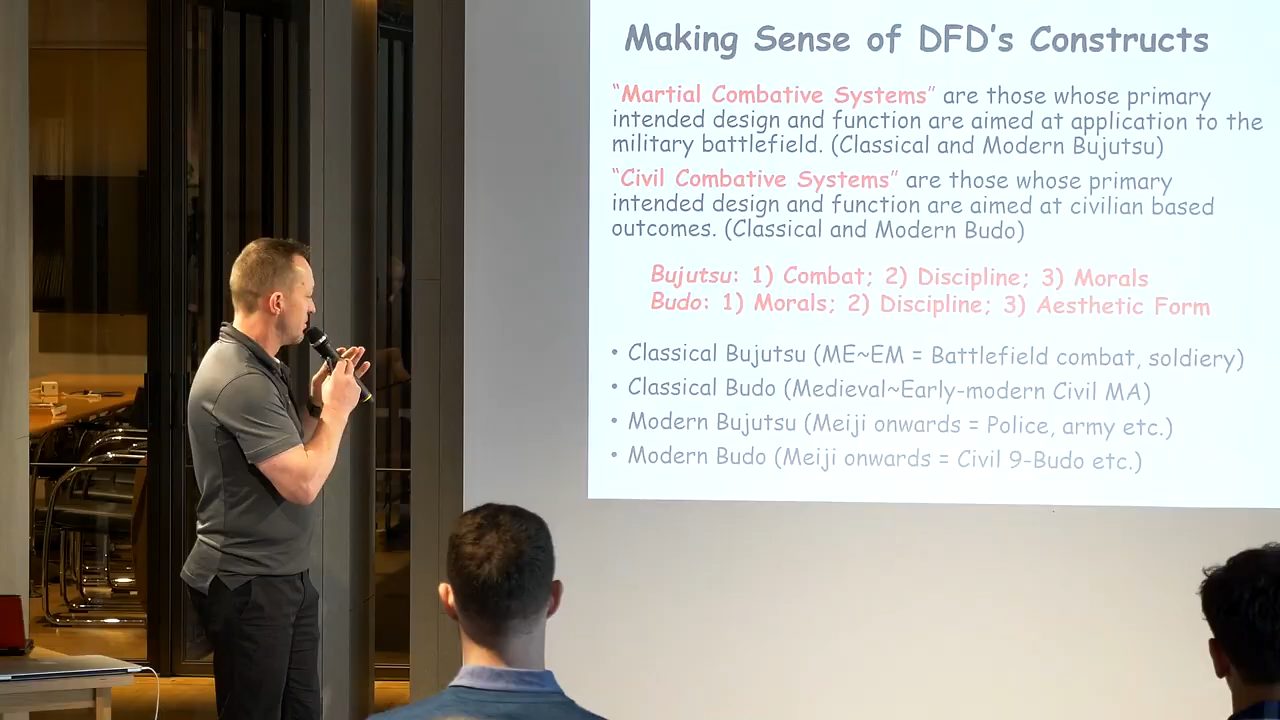 Making Sense of DFD's Constructs
"Martial Combative Systems" are those whose primary
intended design and function are aimed at application to the
military battlefield. (Classical and Modern Bujutsu)
"Civil Combative Systems" are those whose primary
intended design and function are aimed at civilian based
outcomes. (Classical and Modern Budo)
Bujutsu: 1) Combat; 2) Discipline; 3) Morals
Budo: 1) Morals; 2) Discipline; 3) Aesthetic Form
• Classical Bujutsu (ME~EM = Battlefield combat, soldiery)
• Classical Budo (Medieval~Early-modern Civil MA)
• Modern Bujutsu (Meiji onwards = Police, army etc.)
• Modern Budo (Meiji onwards = Civil 9-Budo etc.)